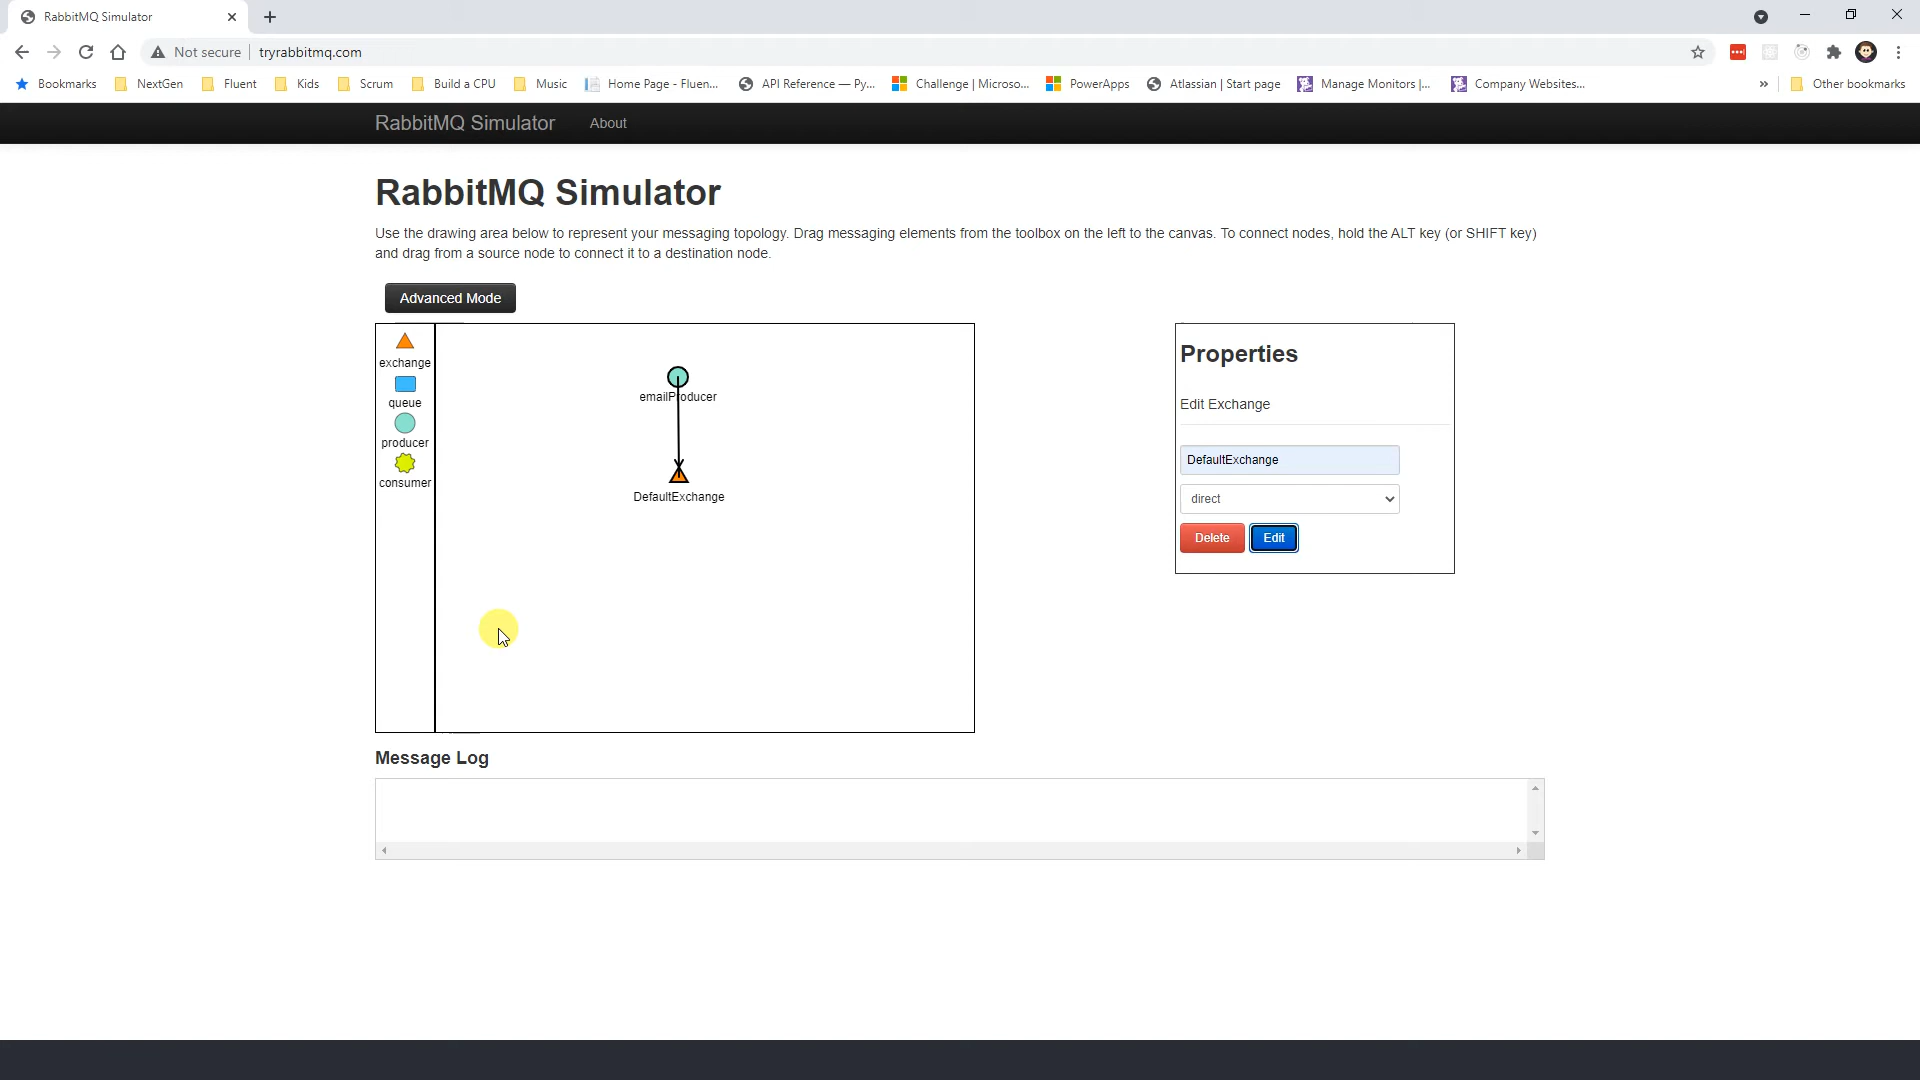 RabbitMQ Simulator
Not secure
tryrabbitmq.com
Bookmarks
NextGen
Fluent
Kids
Scrum
Build a CPU
Music
Home Page - Fluen...
API Reference — Py...
Challenge | Microso...
PowerApps
Atlassian | Start page
Manage Monitors |...
Company Websites...
»
Other bookmarks
RabbitMQ Simulator
About
RabbitMQ Simulator
Use the drawing area below to represent your messaging topology. Drag messaging elements from the toolbox on the left to the canvas. To connect nodes, hold the ALT key (or SHIFT key)
and drag from a source node to connect it to a destination node.
Advanced Mode
exchange
queue
producer
consumer
emailProducer
DefaultExchange
Properties
Edit Exchange
DefaultExchange
direct
Delete
Edit
Message Log